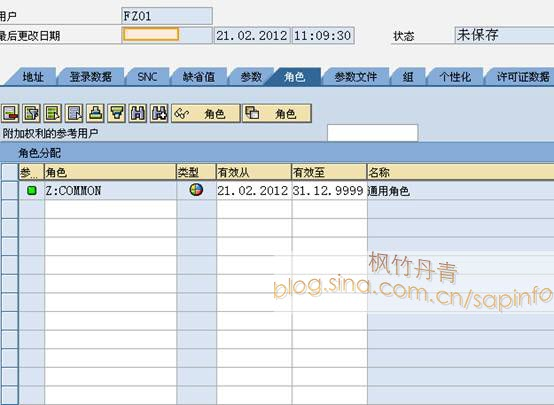 用户 FZ01
最后更改日期 21.02.2012 11:09:30 状态 未保存
地址 登录数据 SNC 缺省值 参数 角色 参数文件 组 个性化 许可证数据
角色 角色
附加权利的参考用户
角色分配
参... 角色 类型 有效从 有效至 名称
Z:COMMON 21.02.2012 31.12.9999 通用角色
枫竹丹青
blog.sina.com.cn/sapinfo